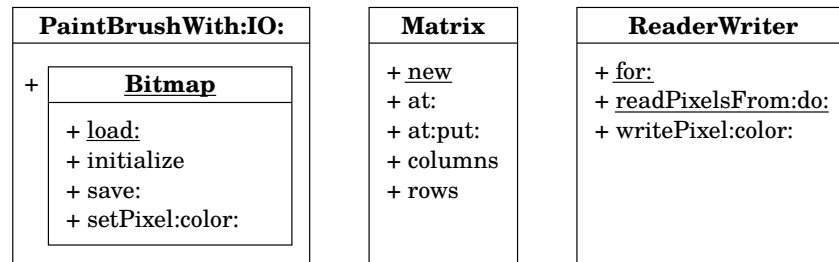 PaintBrushWith:IO:
+ Bitmap
+ load:
+ initialize
+ save:
+ setPixel:color:
Matrix
+ new
+ at:
+ at:put:
+ columns
+ rows
ReaderWriter
+ for:
+ readPixelsFrom:do:
+ writePixel:color: